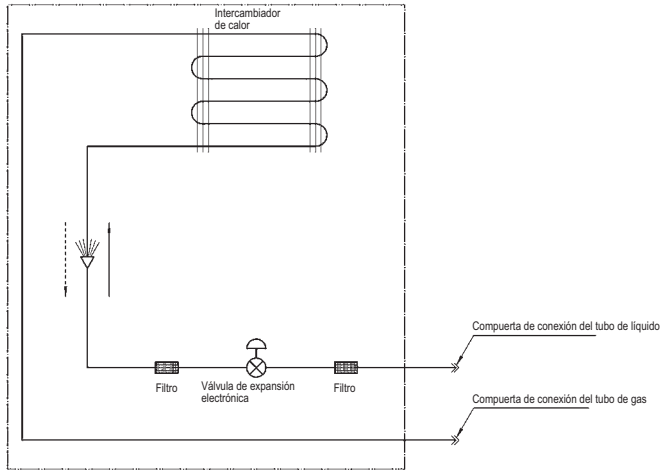 Intercambiador
de calor
Compuerta de conexión del tubo de líquido
Filtro
Válvula de expansión
electrónica
Filtro
Compuerta de conexión del tubo de gas